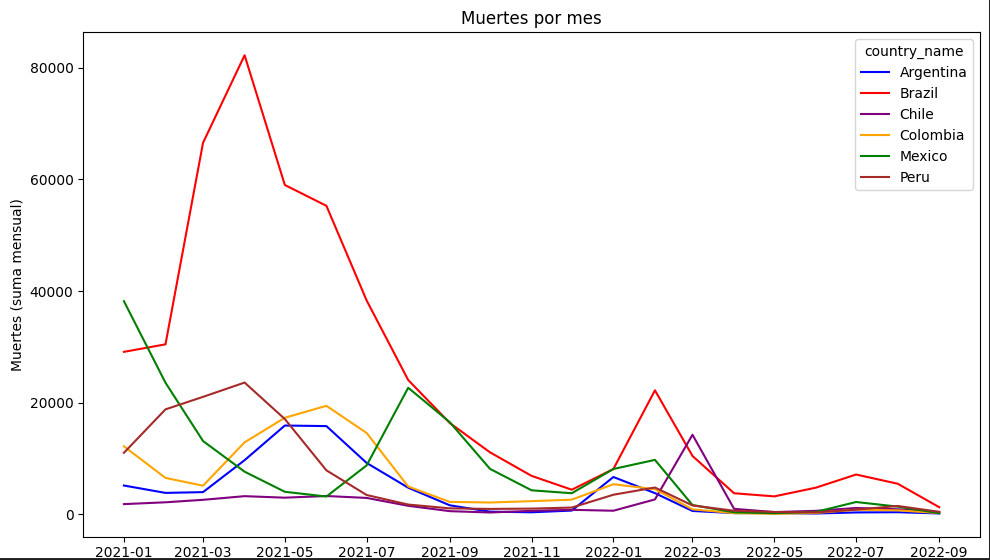 Muertes por mes
country_name
Argentina
Brazil
Chile
Colombia
Mexico
Peru
Muertes (suma mensual)
80000
60000
40000
20000
0
2021-01 2021-03 2021-05 2021-07 2021-09 2021-11 2022-01 2022-03 2022-05 2022-07 2022-09